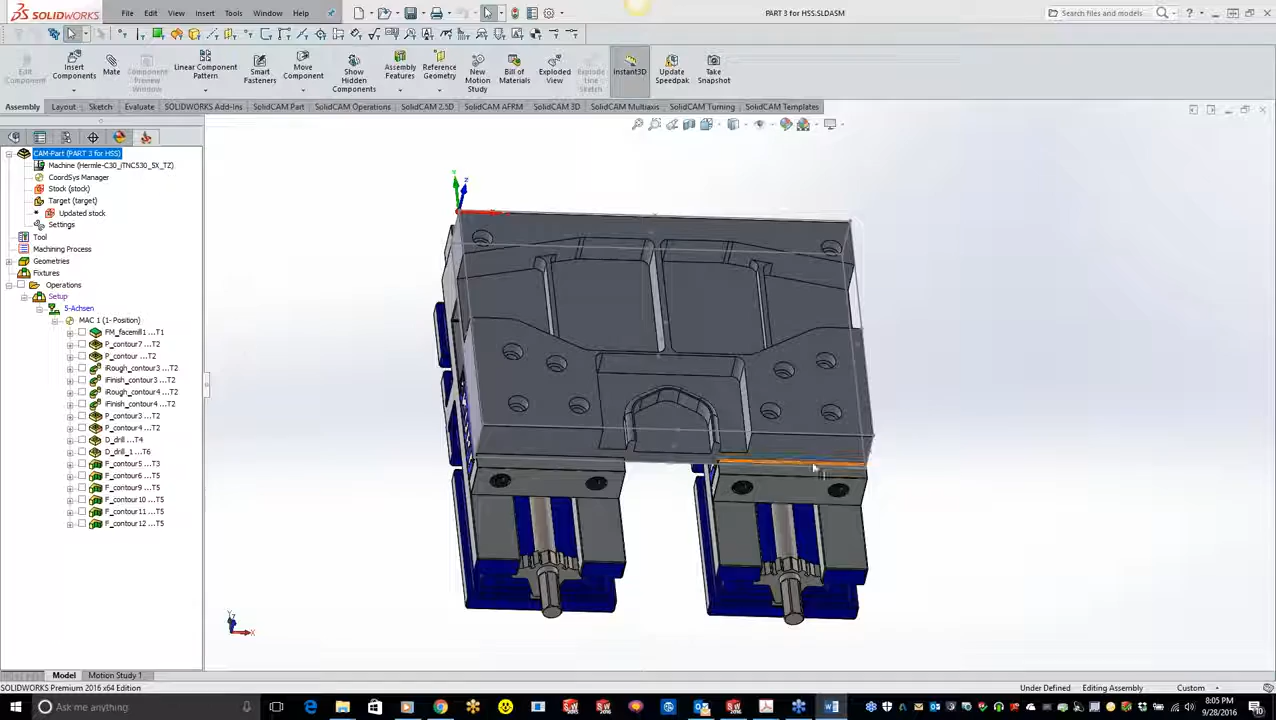 SOLIDWORKS File Edit View Insert Tools Window Help PART 3 for HSS.SLDASM Search files and models
Edit Component
Insert Components
Mate
Component Preview Window
Linear Component Pattern
Smart Fasteners
Move Component
Show Hidden Components
Assembly Features
Reference Geometry
New Motion Study
Bill of Materials
Exploded View
Explode Line Sketch
Instant3D
Update Speedpak
Take Snapshot
Assembly Layout Sketch Evaluate SOLIDWORKS Add-Ins SolidCAM Part SolidCAM Operations SolidCAM 2.5D SolidCAM AFRM SolidCAM 3D SolidCAM Multiaxis SolidCAM Turning SolidCAM Templates
CAM-Part (PART 3 for HSS)
Machine (Hermle-C30_iTNC530_5X_TZ)
CoordSys Manager
Stock (stock)
Target (target)
Updated stock
Settings
Tool
Machining Process
Geometries
Fixtures
Operations
Setup
5-Achsen
MAC 1 (1- Position)
FM_facemill1 ...T1
P_contour7 ...T2
P_contour ...T2
iRough_contour3 ...T2
iFinish_contour3 ...T2
iRough_contour4 ...T2
iFinish_contour4 ...T2
P_contour3 ...T2
P_contour4 ...T2
D_drill ...T4
D_drill_1 ...T6
F_contour5 ...T3
F_contour6 ...T5
F_contour9 ...T5
F_contour10 ...T5
F_contour11 ...T5
F_contour12 ...T5
Y Z
Y Z X
Model Motion Study 1
SOLIDWORKS Premium 2016 x64 Edition Under Defined Editing Assembly Custom
Ask me anything 8:05 PM
9/28/2016